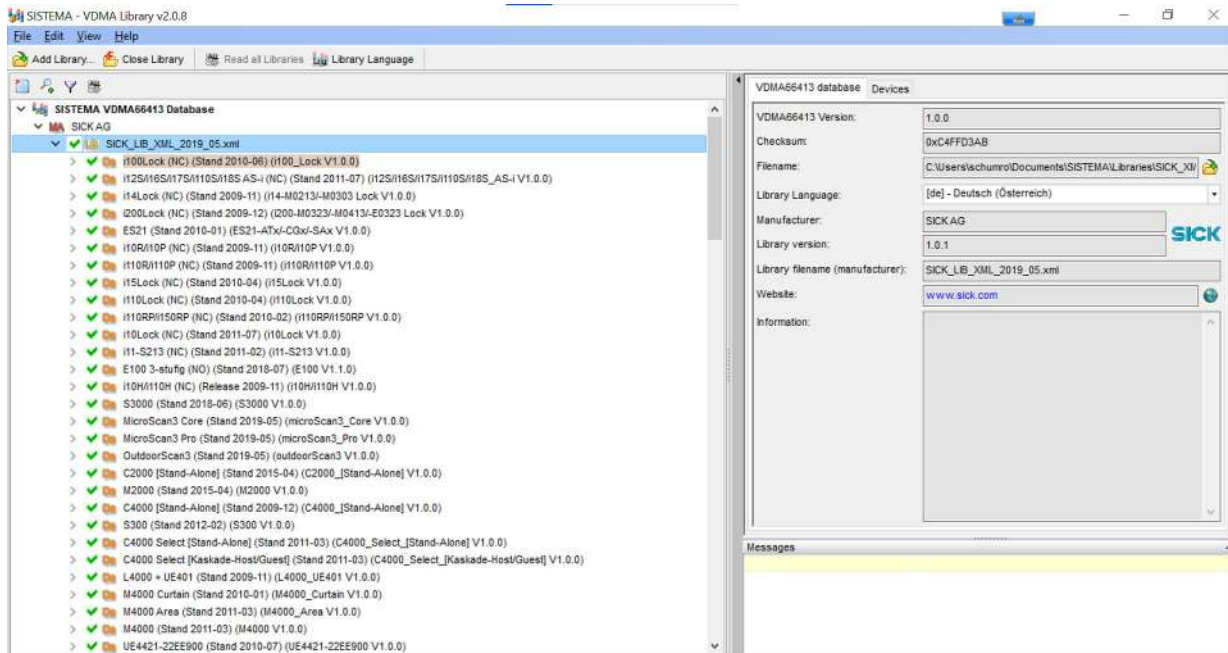 SISTEMA - VDMA Library v2.0.8
File Edit View Help
Add Library... Close Library Read all Libraries Library Language
SISTEMA VDMA66413 Database
SICK AG
SICK_LIB_XML_2019_05.xml
i100Lock (NC) (Stand 2010-06) (i100_Lock V1.0.0)
i12S/i16S/i17S/i110S/i18S AS-i (NC) (Stand 2011-07) (i12S/i16S/i17S/i110S/i18S_AS-i V1.0.0)
i14Lock (NC) (Stand 2009-11) (i14-M0213/-M0303 Lock V1.0.0)
i200Lock (NC) (Stand 2009-12) (i200-M0323/-M0413/-E0323 Lock V1.0.0)
ES21 (Stand 2010-01) (ES21-ATx/-CGx/-SAx V1.0.0)
i10R/i10P (NC) (Stand 2009-11) (i10R/i10P V1.0.0)
i110R/i110P (NC) (Stand 2009-11) (i110R/i110P V1.0.0)
i15Lock (NC) (Stand 2010-04) (i15Lock V1.0.0)
i110Lock (NC) (Stand 2010-04) (i110Lock V1.0.0)
i110RP/i150RP (NC) (Stand 2010-02) (i110RP/i150RP V1.0.0)
i10Lock (NC) (Stand 2011-07) (i10Lock V1.0.0)
i11-S213 (NC) (Stand 2011-02) (i11-S213 V1.0.0)
E100 3-stufig (NO) (Stand 2018-07) (E100 V1.1.0)
i10H/i110H (NC) (Release 2009-11) (i10H/i110H V1.0.0)
S3000 (Stand 2018-06) (S3000 V1.0.0)
MicroScan3 Core (Stand 2019-05) (microScan3_Core V1.0.0)
MicroScan3 Pro (Stand 2019-05) (microScan3_Pro V1.0.0)
OutdoorScan3 (Stand 2019-05) (outdoorScan3 V1.0.0)
C2000 [Stand-Alone] (Stand 2015-04) (C2000_[Stand-Alone] V1.0.0)
M2000 (Stand 2015-04) (M2000 V1.0.0)
C4000 [Stand-Alone] (Stand 2009-12) (C4000_[Stand-Alone] V1.0.0)
S300 (Stand 2012-02) (S300 V1.0.0)
C4000 Select [Stand-Alone] (Stand 2011-03) (C4000_Select_[Stand-Alone] V1.0.0)
C4000 Select [Kaskade-Host/Guest] (Stand 2011-03) (C4000_Select_[Kaskade-Host/Guest] V1.0.0)
L4000 + UE401 (Stand 2009-11) (L4000_UE401 V1.0.0)
M4000 Curtain (Stand 2010-01) (M4000_Curtain V1.0.0)
M4000 Area (Stand 2011-03) (M4000_Area V1.0.0)
M4000 (Stand 2011-03) (M4000 V1.0.0)
UE4421-22EE900 (Stand 2010-07) (UE4421-22EE900 V1.0.0)
VDMA66413 database Devices
VDMA66413 Version: 1.0.0
Checksum: 0xC4FFD3AB
Filename: C:\Users\schumro\Documents\SISTEMA\Libraries\SICK_XM
Library Language: [de] - Deutsch (Österreich)
Manufacturer: SICK AG
SICK
Library version: 1.0.1
Library filename (manufacturer): SICK_LIB_XML_2019_05.xml
Website: www.sick.com
Information:
Messages